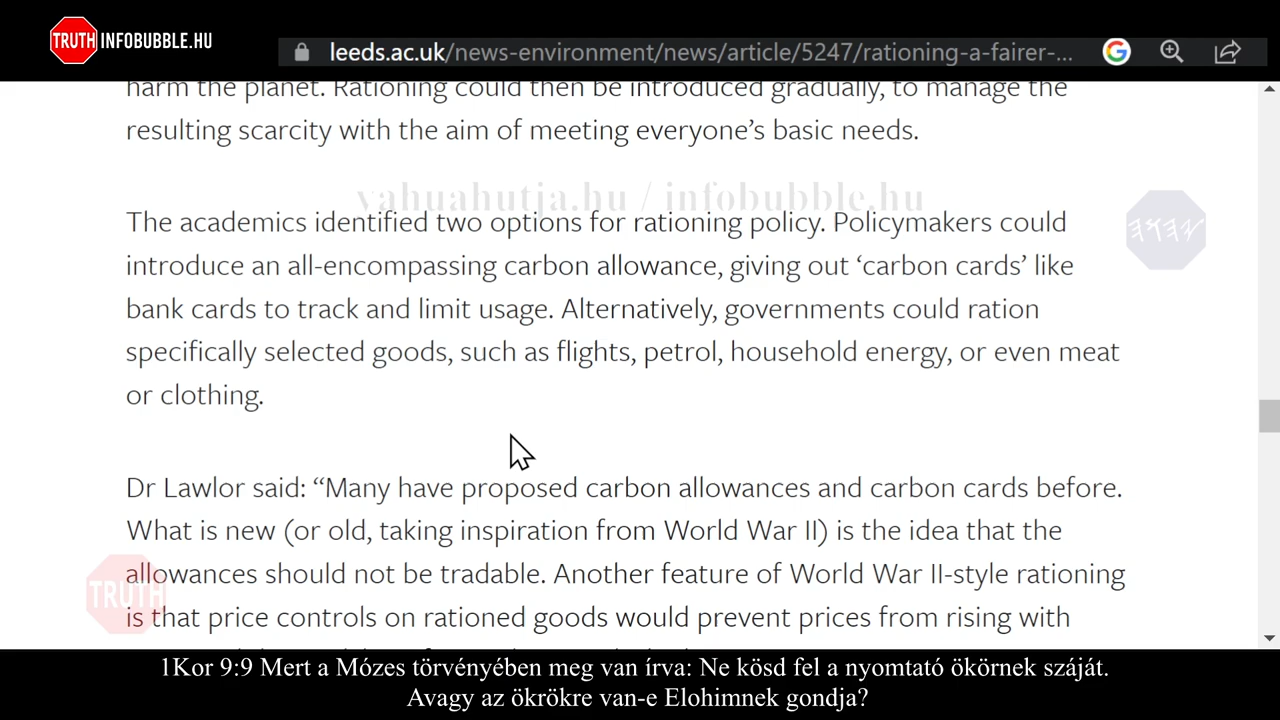 TRUTH INFOBUBBLE.HU
leeds.ac.uk/news-environment/news/article/5247/rationing-a-fairer-...
harm the planet. Rationing could then be introduced gradually, to manage the
resulting scarcity with the aim of meeting everyone’s basic needs.
yahuahutja.hu / infobubble.hu
The academics identified two options for rationing policy. Policymakers could
introduce an all-encompassing carbon allowance, giving out ‘carbon cards’ like
bank cards to track and limit usage. Alternatively, governments could ration
specifically selected goods, such as flights, petrol, household energy, or even meat
or clothing.
Dr Lawlor said: “Many have proposed carbon allowances and carbon cards before.
What is new (or old, taking inspiration from World War II) is the idea that the
allowances should not be tradable. Another feature of World War II-style rationing
TRUTH
is that price controls on rationed goods would prevent prices from rising with
1Kor 9:9 Mert a Mózes törvényében meg van írva: Ne kösd fel a nyomtató ökörnek száját.
Avagy az ökrökre van-e Elohimnek gondja?